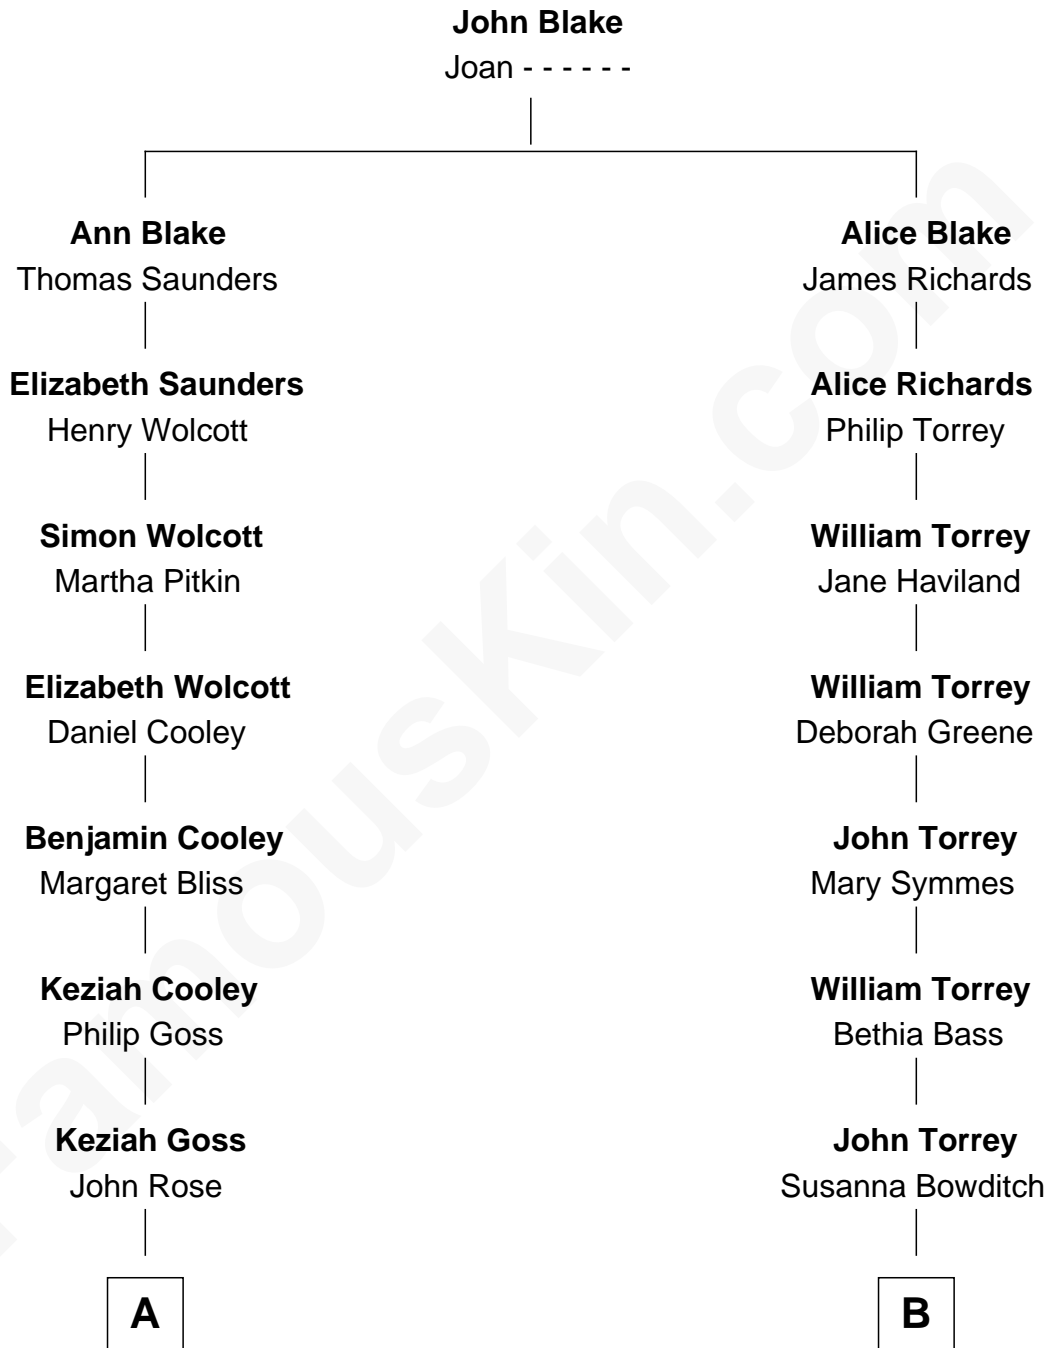 John Blake
Joan - - - - - -
Ann Blake
Thomas Saunders
Alice Blake
James Richards
Elizabeth Saunders
Henry Wolcott
Alice Richards
Philip Torrey
Simon Wolcott
Martha Pitkin
William Torrey
Jane Haviland
Elizabeth Wolcott
Daniel Cooley
William Torrey
Deborah Greene
Benjamin Cooley
Margaret Bliss
John Torrey
Mary Symmes
Keziah Cooley
Philip Goss
William Torrey
Bethia Bass
Keziah Goss
John Rose
John Torrey
Susanna Bowditch
A
B
FamousKin.com